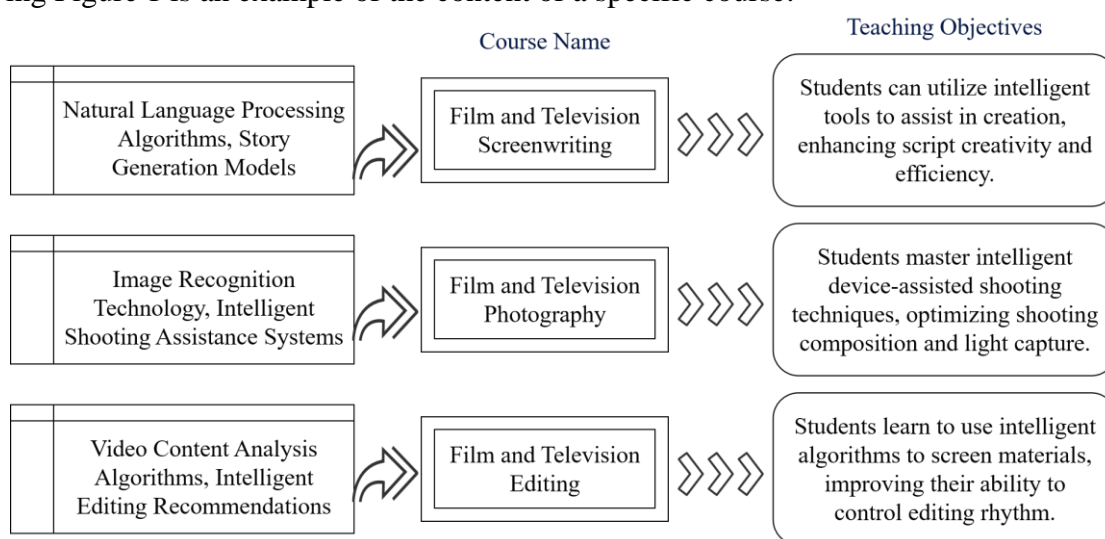 ing Figure 1 is an example of the content of a specific course.
Course Name
Teaching Objectives
Natural Language Processing
Algorithms, Story
Generation Models
Film and Television
Screenwriting
Students can utilize intelligent
tools to assist in creation,
enhancing script creativity and
efficiency.
Image Recognition
Technology, Intelligent
Shooting Assistance Systems
Film and Television
Photography
Students master intelligent
device-assisted shooting
techniques, optimizing shooting
composition and light capture.
Video Content Analysis
Algorithms, Intelligent
Editing Recommendations
Film and Television
Editing
Students learn to use intelligent
algorithms to screen materials,
improving their ability to
control editing rhythm.